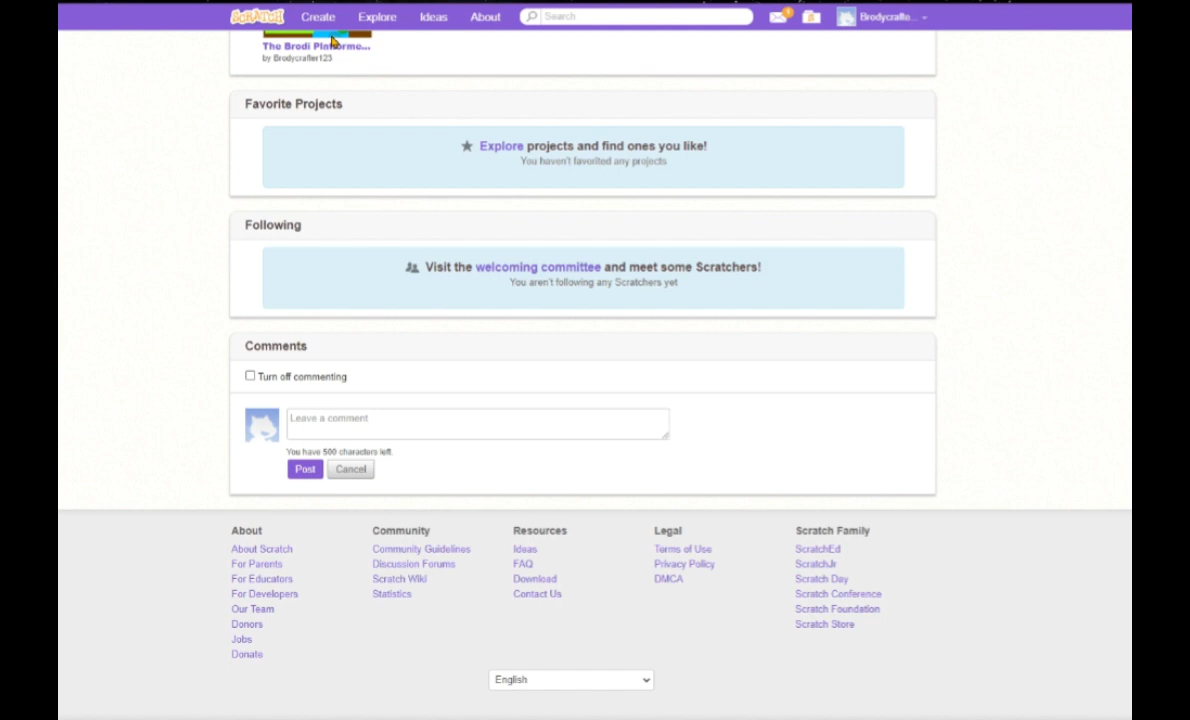 SCRATCH Create Explore Ideas About Search Brodycrafte...
The Brodi Platforme...
by Brodycrafter123
Favorite Projects
Explore projects and find ones you like!
You haven't favorited any projects
Following
Visit the welcoming committee and meet some Scratchers!
You aren't following any Scratchers yet
Comments
Turn off commenting
Leave a comment
You have 500 characters left.
Post Cancel
About
About Scratch
For Parents
For Educators
For Developers
Our Team
Donors
Jobs
Donate
Community
Community Guidelines
Discussion Forums
Scratch Wiki
Statistics
Resources
Ideas
FAQ
Download
Contact Us
Legal
Terms of Use
Privacy Policy
DMCA
Scratch Family
ScratchEd
ScratchJr
Scratch Day
Scratch Conference
Scratch Foundation
Scratch Store
English